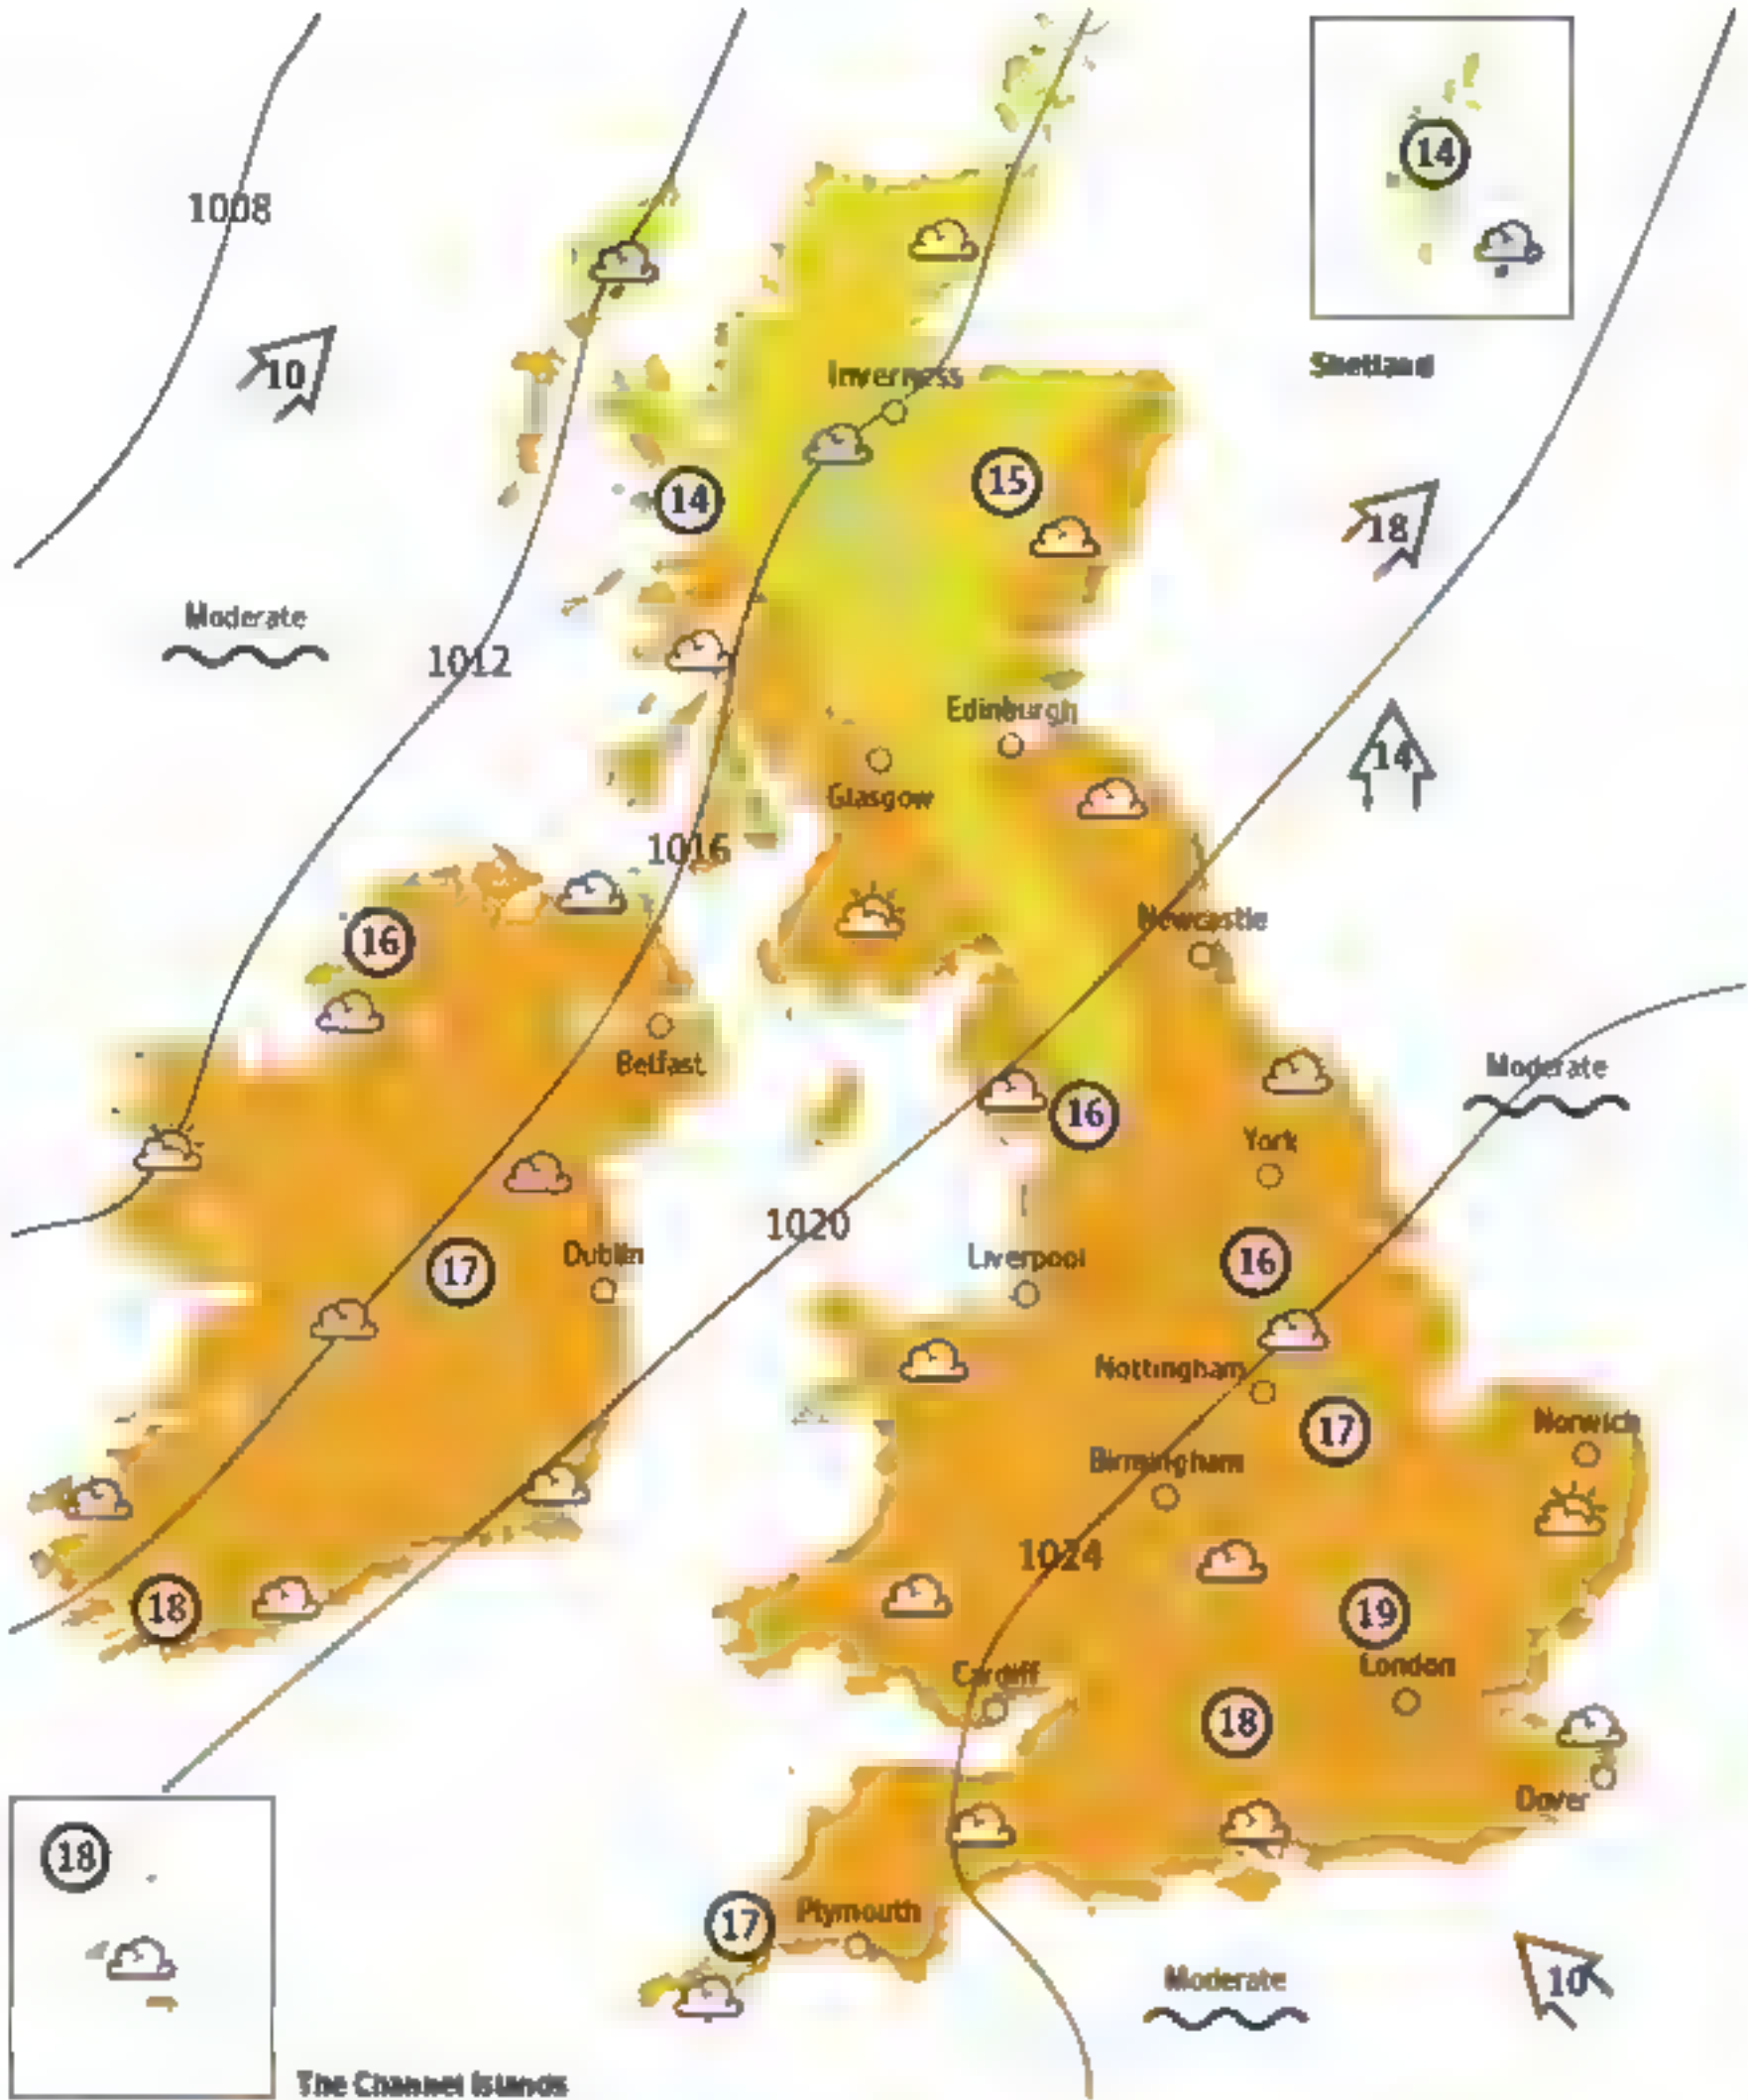 1008
14
10
Shetland
Inverness
15
14
18
Moderate
1012
Edinburgh
14
Glasgow
1016
Newcastle
16
Belfast
Moderate
16
York
1020
Dublin
Liverpool
16
17
Nottingham
17
Norwich
Birmingham
1024
18
19
London
Cardiff
18
Dover
18
Plymouth
17
Moderate
10
The Channel Islands